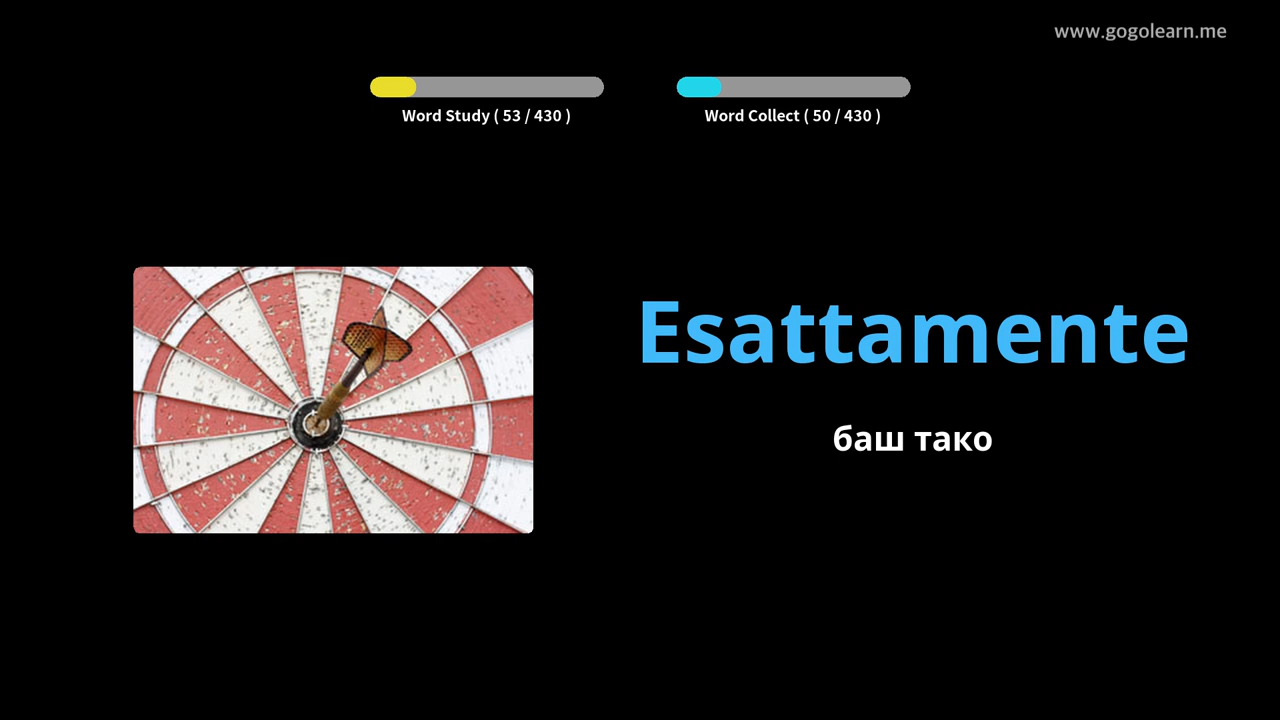 www.gogolearn.me
Word Study ( 53 / 430 )
Word Collect ( 50 / 430 )
Esattamente
баш тако